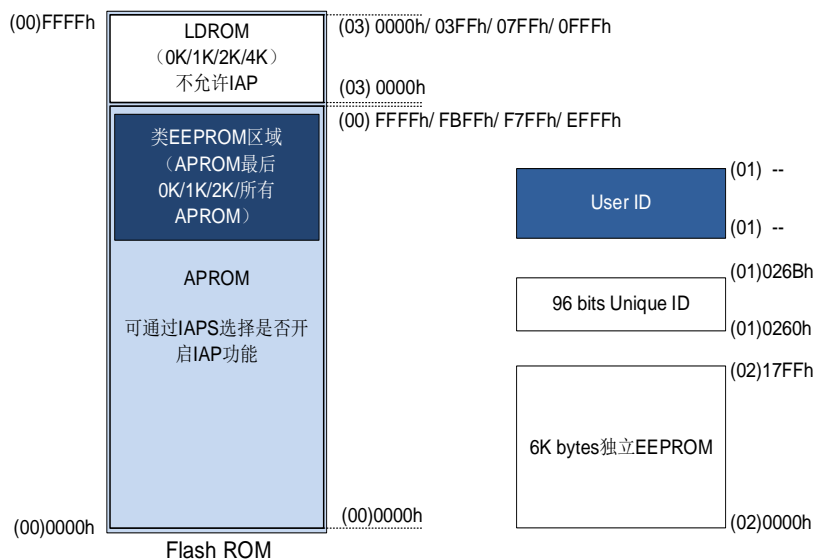 (00)FFFFh
LDROM
（0K/1K/2K/4K）
不允许IAP
(03) 0000h/ 03FFh/ 07FFh/ 0FFFh
(03) 0000h
(00) FFFFh/ FBFFh/ F7FFh/ EFFFh
类EEPROM区域
（APROM最后
0K/1K/2K/所有
APROM）
APROM
可通过IAPS选择是否开
启IAP功能
(00)0000h
(00)0000h
Flash ROM
(01) --
User ID
(01) --
(01)026Bh
96 bits Unique ID
(01)0260h
(02)17FFh
6K bytes独立EEPROM
(02)0000h